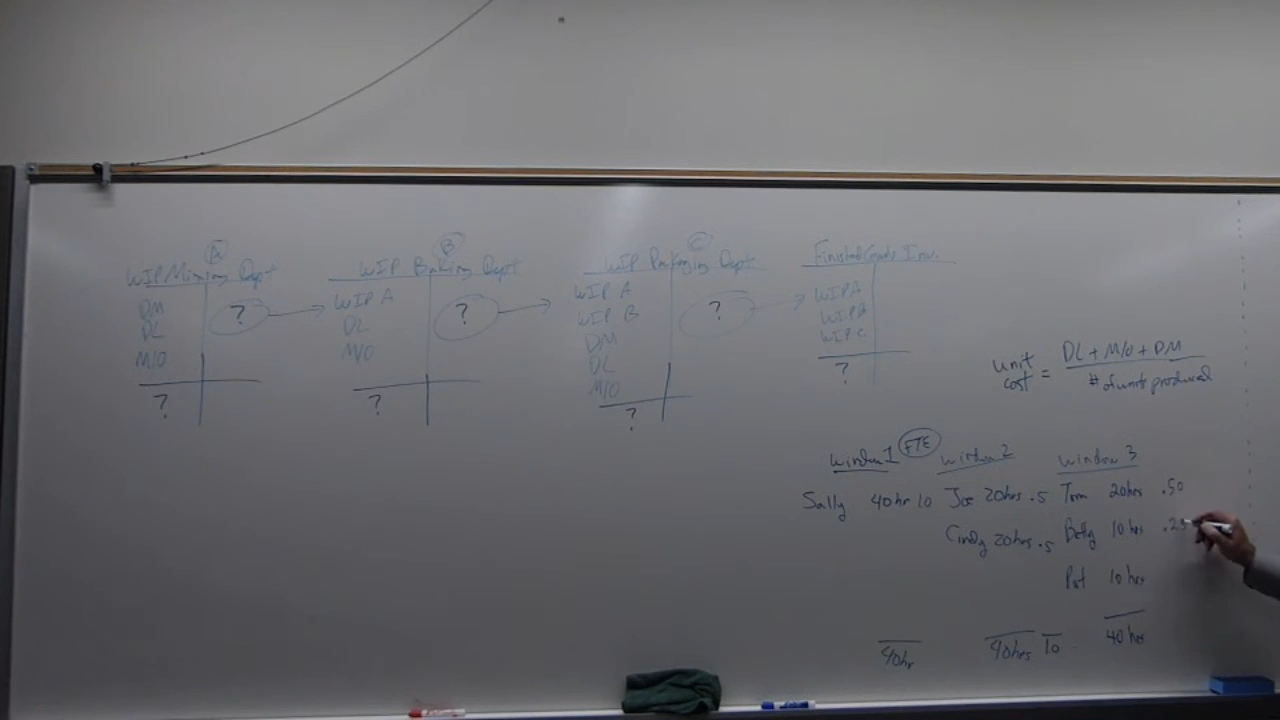 A
WIP Mixing Dept
DM
DL
M/O
?
?
B
WIP Baking Dept
WIP A
DL
M/O
?
?
C
WIP Packaging Dept
WIP A
WIP B
DM
DL
M/O
?
?
Finished Goods Inv.
WIP A
WIP B
WIP C
?
unit cost = DL + M/O + DM
# of units produced
FTE
Window 1 Window 2 Window 3
Sally 40hr 1.0 Joe 20hrs .5 Tom 20hrs .50
Cindy 20hrs .5 Betty 10hrs .25
Pat 10hrs
40hr 40hrs 1.0 40hrs